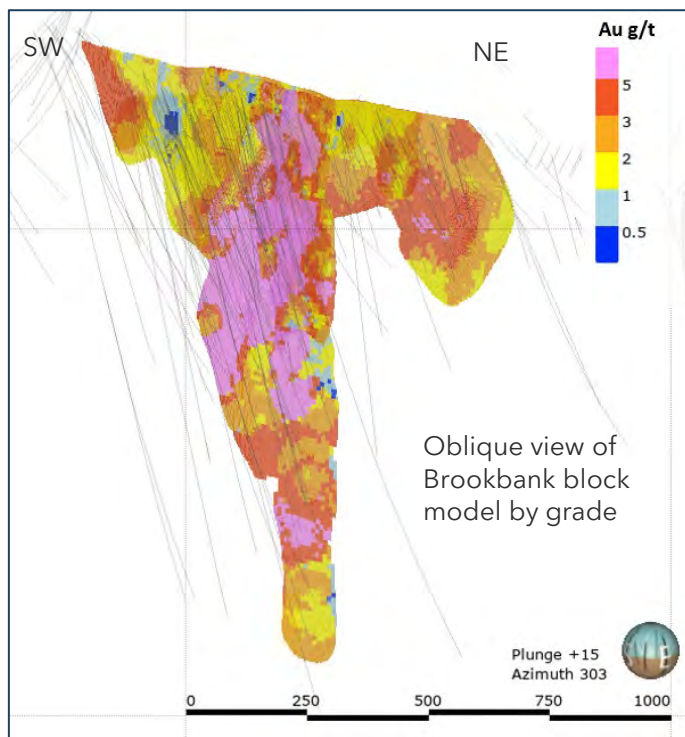 SW
NE
Au g/t
5
3
2
1
0.5
Oblique view of
Brookbank block
model by grade
Plunge +15
Azimuth 303
0 250 500 750 1000